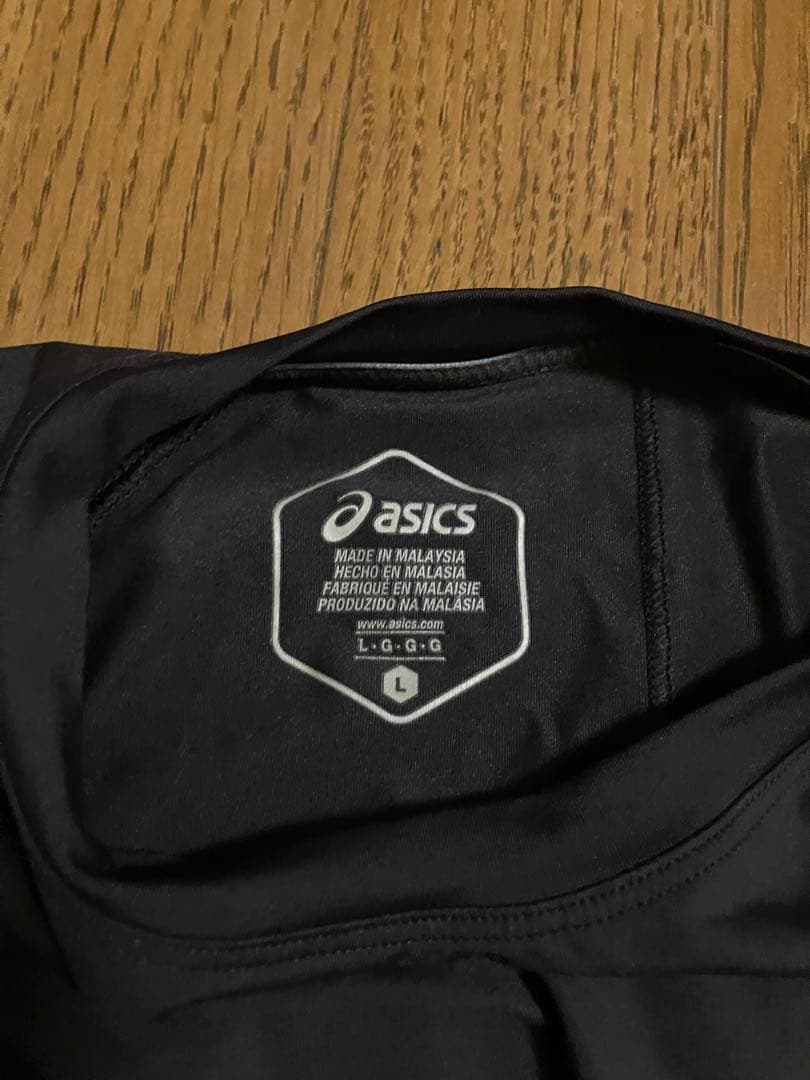 asics
MADE IN MALAYSIA
HECHO EN MALASIA
FABRIQUÉ EN MALAISIE
PRODUZIDO NA MALÁSIA
www.asics.com
L·G·G·G
L